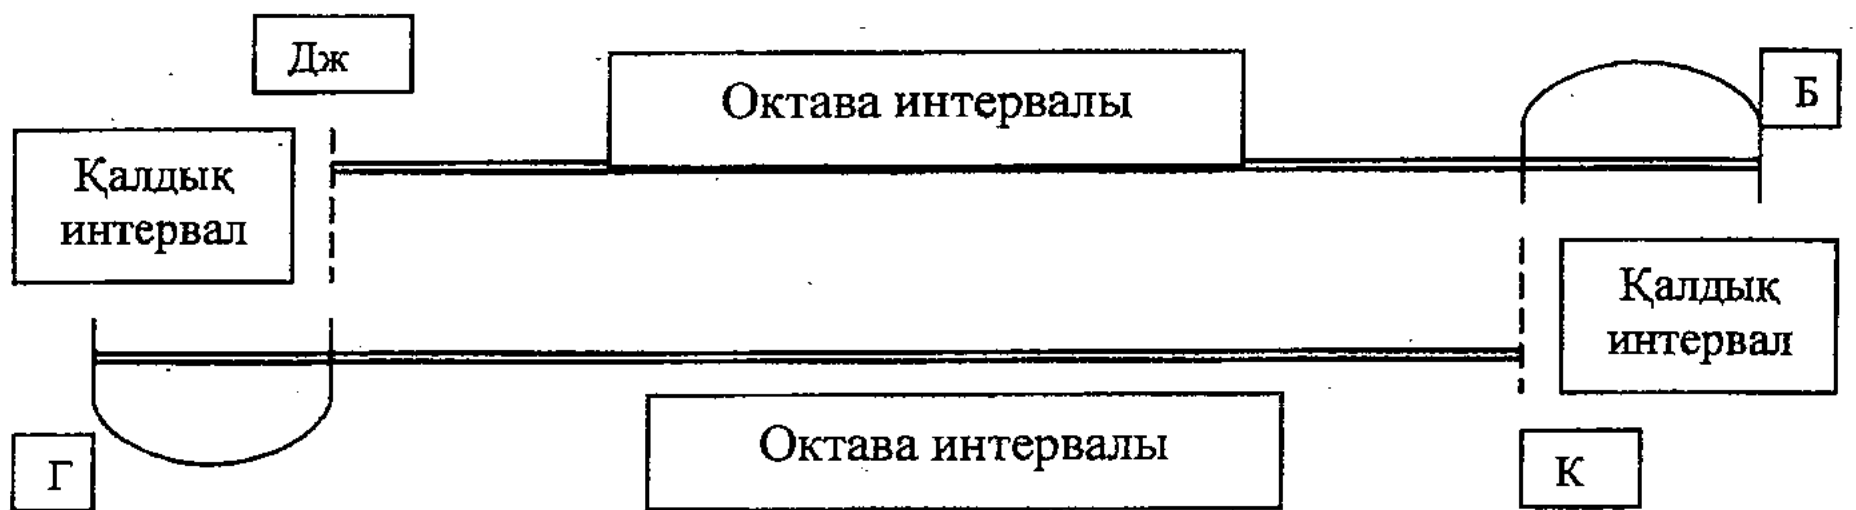 Дж
Октава интервалы
Б
Қалдық
интервал
Қалдық
интервал
Октава интервалы
Г
К